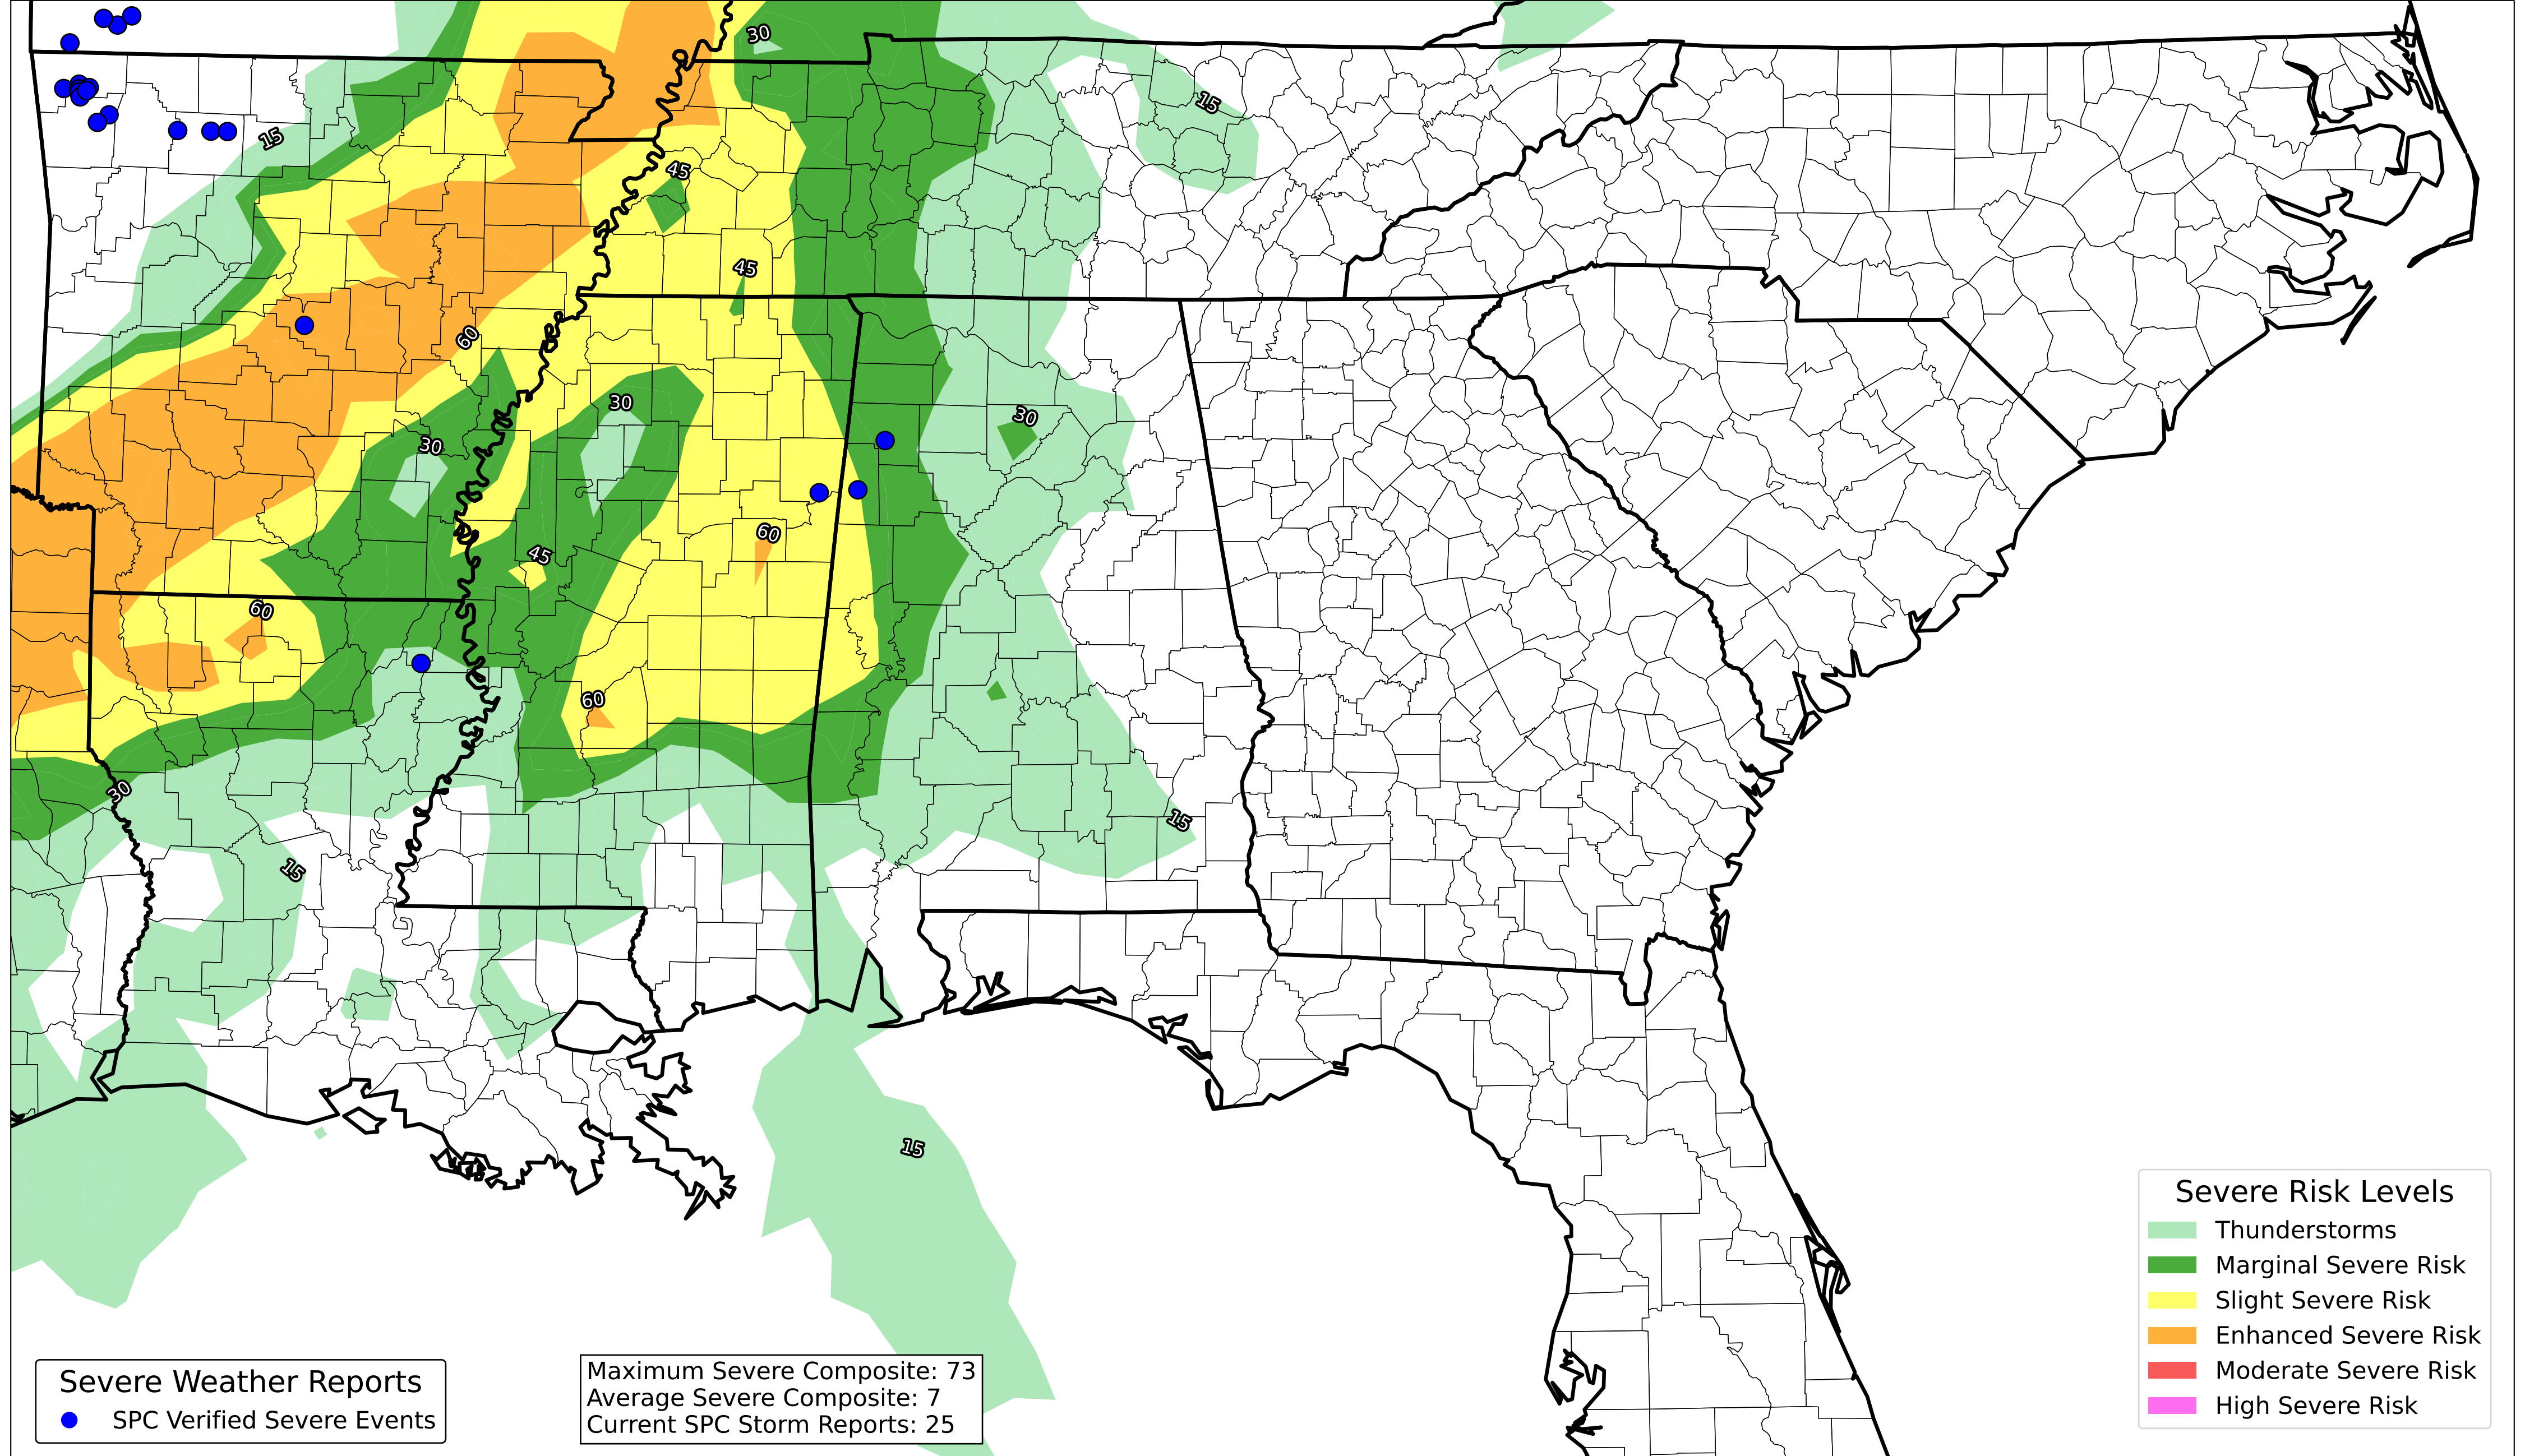 30
15
15
45
45
60
30
30
30
60
45
60
60
30
15
15
15
Severe Risk Levels
Thunderstorms
Marginal Severe Risk
Slight Severe Risk
Enhanced Severe Risk
Moderate Severe Risk
High Severe Risk
Severe Weather Reports
SPC Verified Severe Events
Maximum Severe Composite: 73
Average Severe Composite: 7
Current SPC Storm Reports: 25